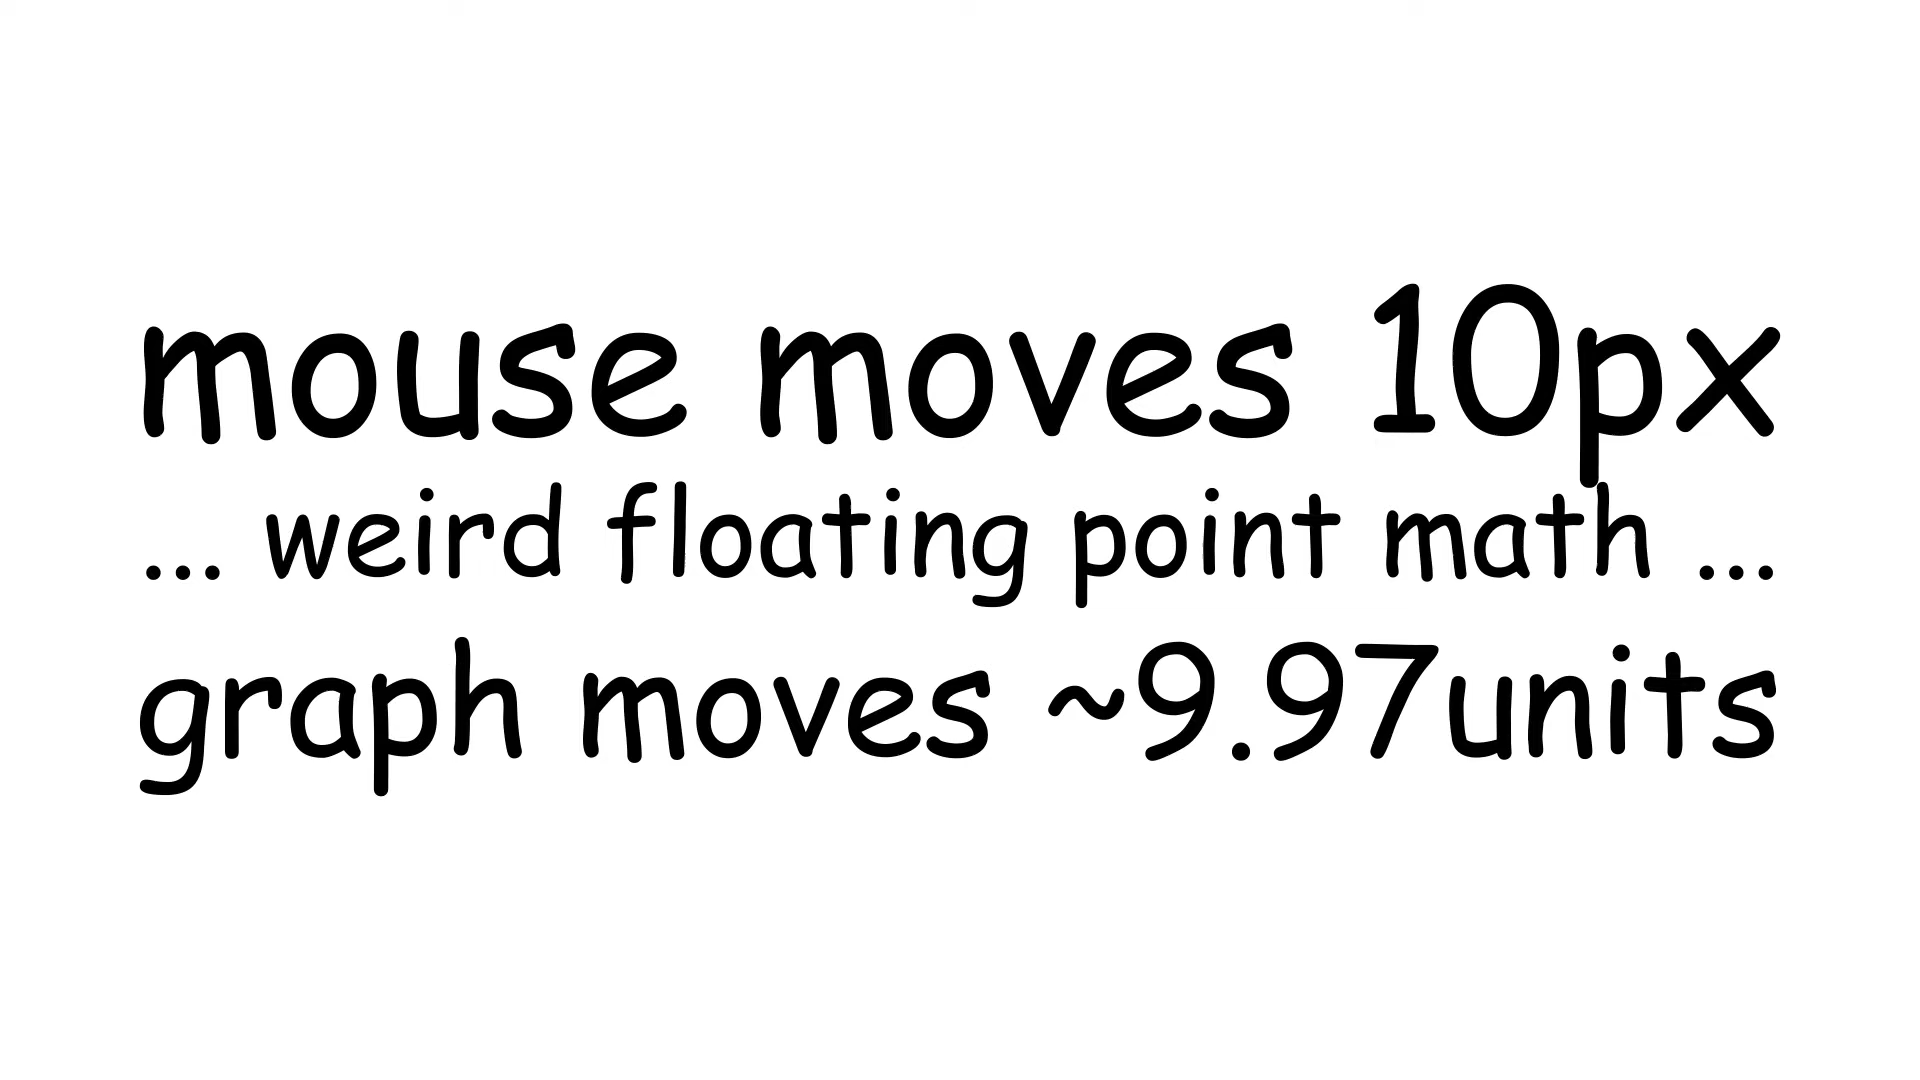 mouse moves 10px
... weird floating point math ...
graph moves ~9.97units